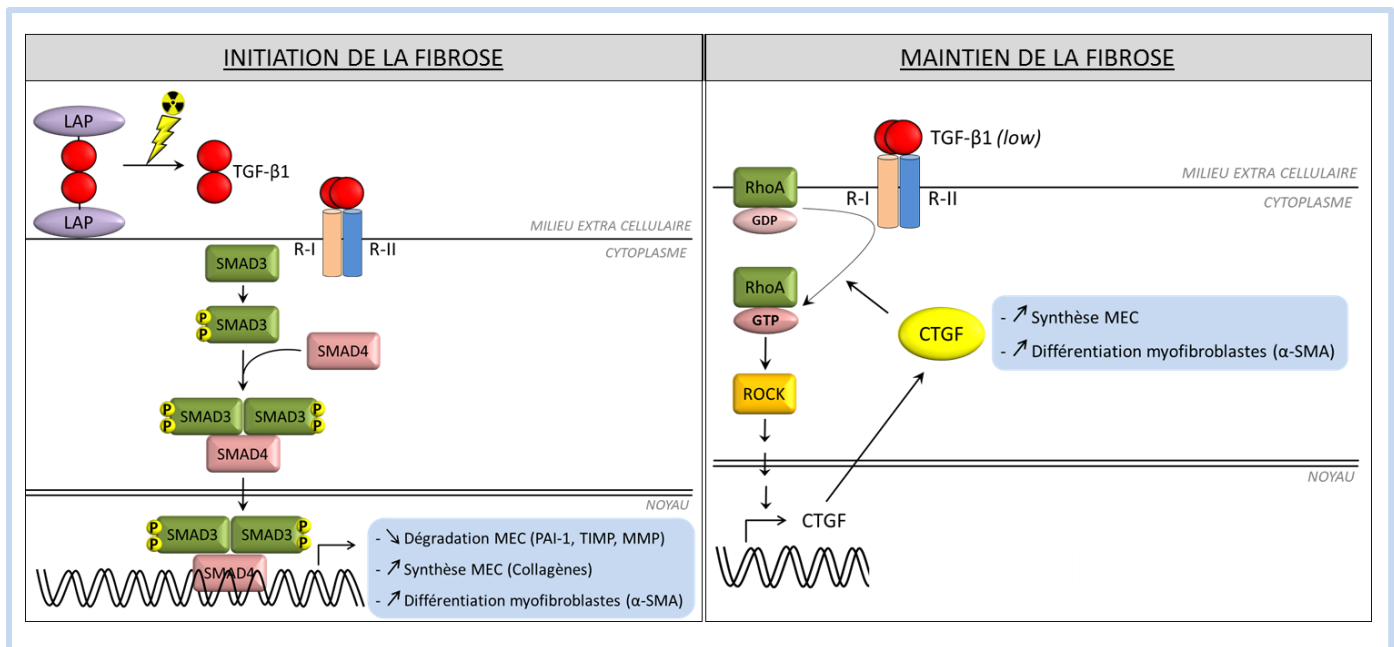 INITIATION DE LA FIBROSE
LAP
TGF-β1
LAP
MILIEU EXTRA CELLULAIRE
R-I
R-II
CYTOPLASME
SMAD3
P
P
SMAD3
SMAD4
P
P
SMAD3
SMAD3
P
P
SMAD4
NOYAU
P
P
SMAD3
SMAD3
P
P
SMAD4
- ↘ Dégradation MEC (PAI-1, TIMP, MMP)
- ↗ Synthèse MEC (Collagènes)
- ↗ Différentiation myofibroblastes (α-SMA)
MAINTIEN DE LA FIBROSE
TGF-β1 (low)
MILIEU EXTRA CELLULAIRE
RhoA
GDP
R-I
R-II
CYTOPLASME
RhoA
GTP
CTGF
- ↗ Synthèse MEC
- ↗ Différentiation myofibroblastes (α-SMA)
ROCK
NOYAU
CTGF